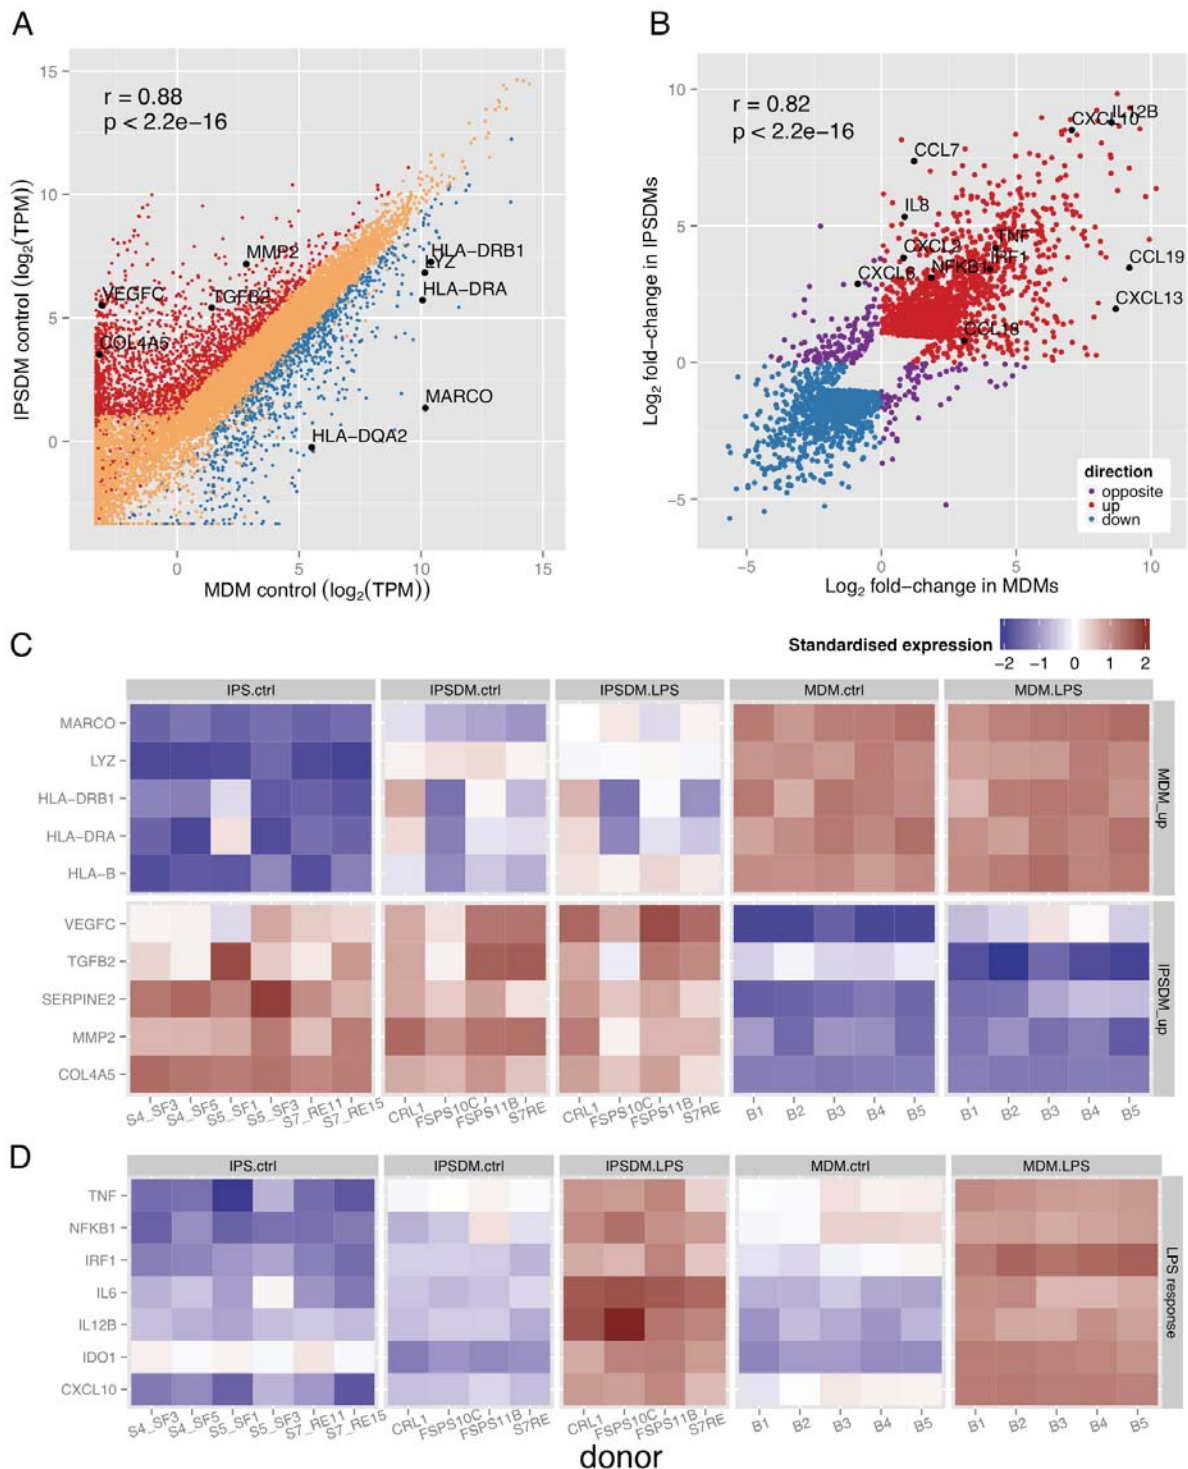 A
r = 0.88
p < 2.2e−16
15
10
5
0
IPSDM control (log2(TPM))
MMP2
VEGFC
TGFB2
COL4A5
HLA−DRB1
LYZ
HLA−DRA
MARCO
HLA−DQA2
0
5
10
15
MDM control (log2(TPM))
B
r = 0.82
p < 2.2e−16
10
5
0
−5
Log2 fold−change in IPSDMs
IL12B
CXCL10
CCL7
IL8
CXCL2
TNF
IRF1
NFKB1
CXCL6
CCL19
CXCL13
CCL18
direction
opposite
up
down
−5
0
5
10
Log2 fold−change in MDMs
C
Standardised expression
−2 −1 0 1 2
IPS.ctrl IPSDM.ctrl IPSDM.LPS MDM.ctrl MDM.LPS
MARCO
LYZ
HLA−DRB1
HLA−DRA
HLA−B
MDM_up
VEGFC
TGFB2
SERPINE2
MMP2
COL4A5
IPSDM_up
S4_SF3 S4_SF5 S5_SF1 S5_SF3 S7_RE11 S7_RE15 CRL1 FSPS10C FSPS11B S7RE CRL1 FSPS10C FSPS11B S7RE B1 B2 B3 B4 B5 B1 B2 B3 B4 B5
D
IPS.ctrl IPSDM.ctrl IPSDM.LPS MDM.ctrl MDM.LPS
TNF
NFKB1
IRF1
IL6
IL12B
IDO1
CXCL10
LPS response
S4_SF3 S4_SF5 S5_SF1 S5_SF3 S7_RE11 S7_RE15 CRL1 FSPS10C FSPS11B S7RE CRL1 FSPS10C FSPS11B S7RE B1 B2 B3 B4 B5 B1 B2 B3 B4 B5
donor